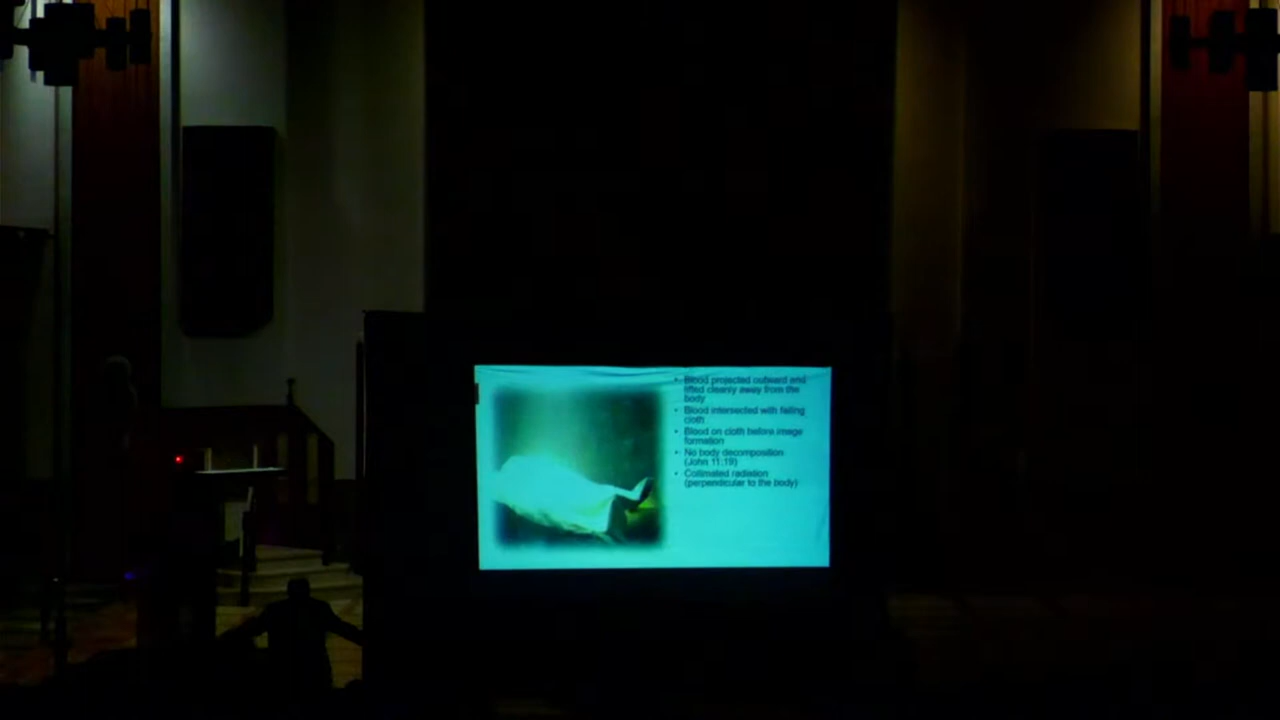 • Blood projected outward and
lifted cleanly away from the
body
• Blood intersected with falling
cloth
• Blood on cloth before image
formation
• No body decomposition
(John 11:19)
• Collimated radiation
(perpendicular to the body)